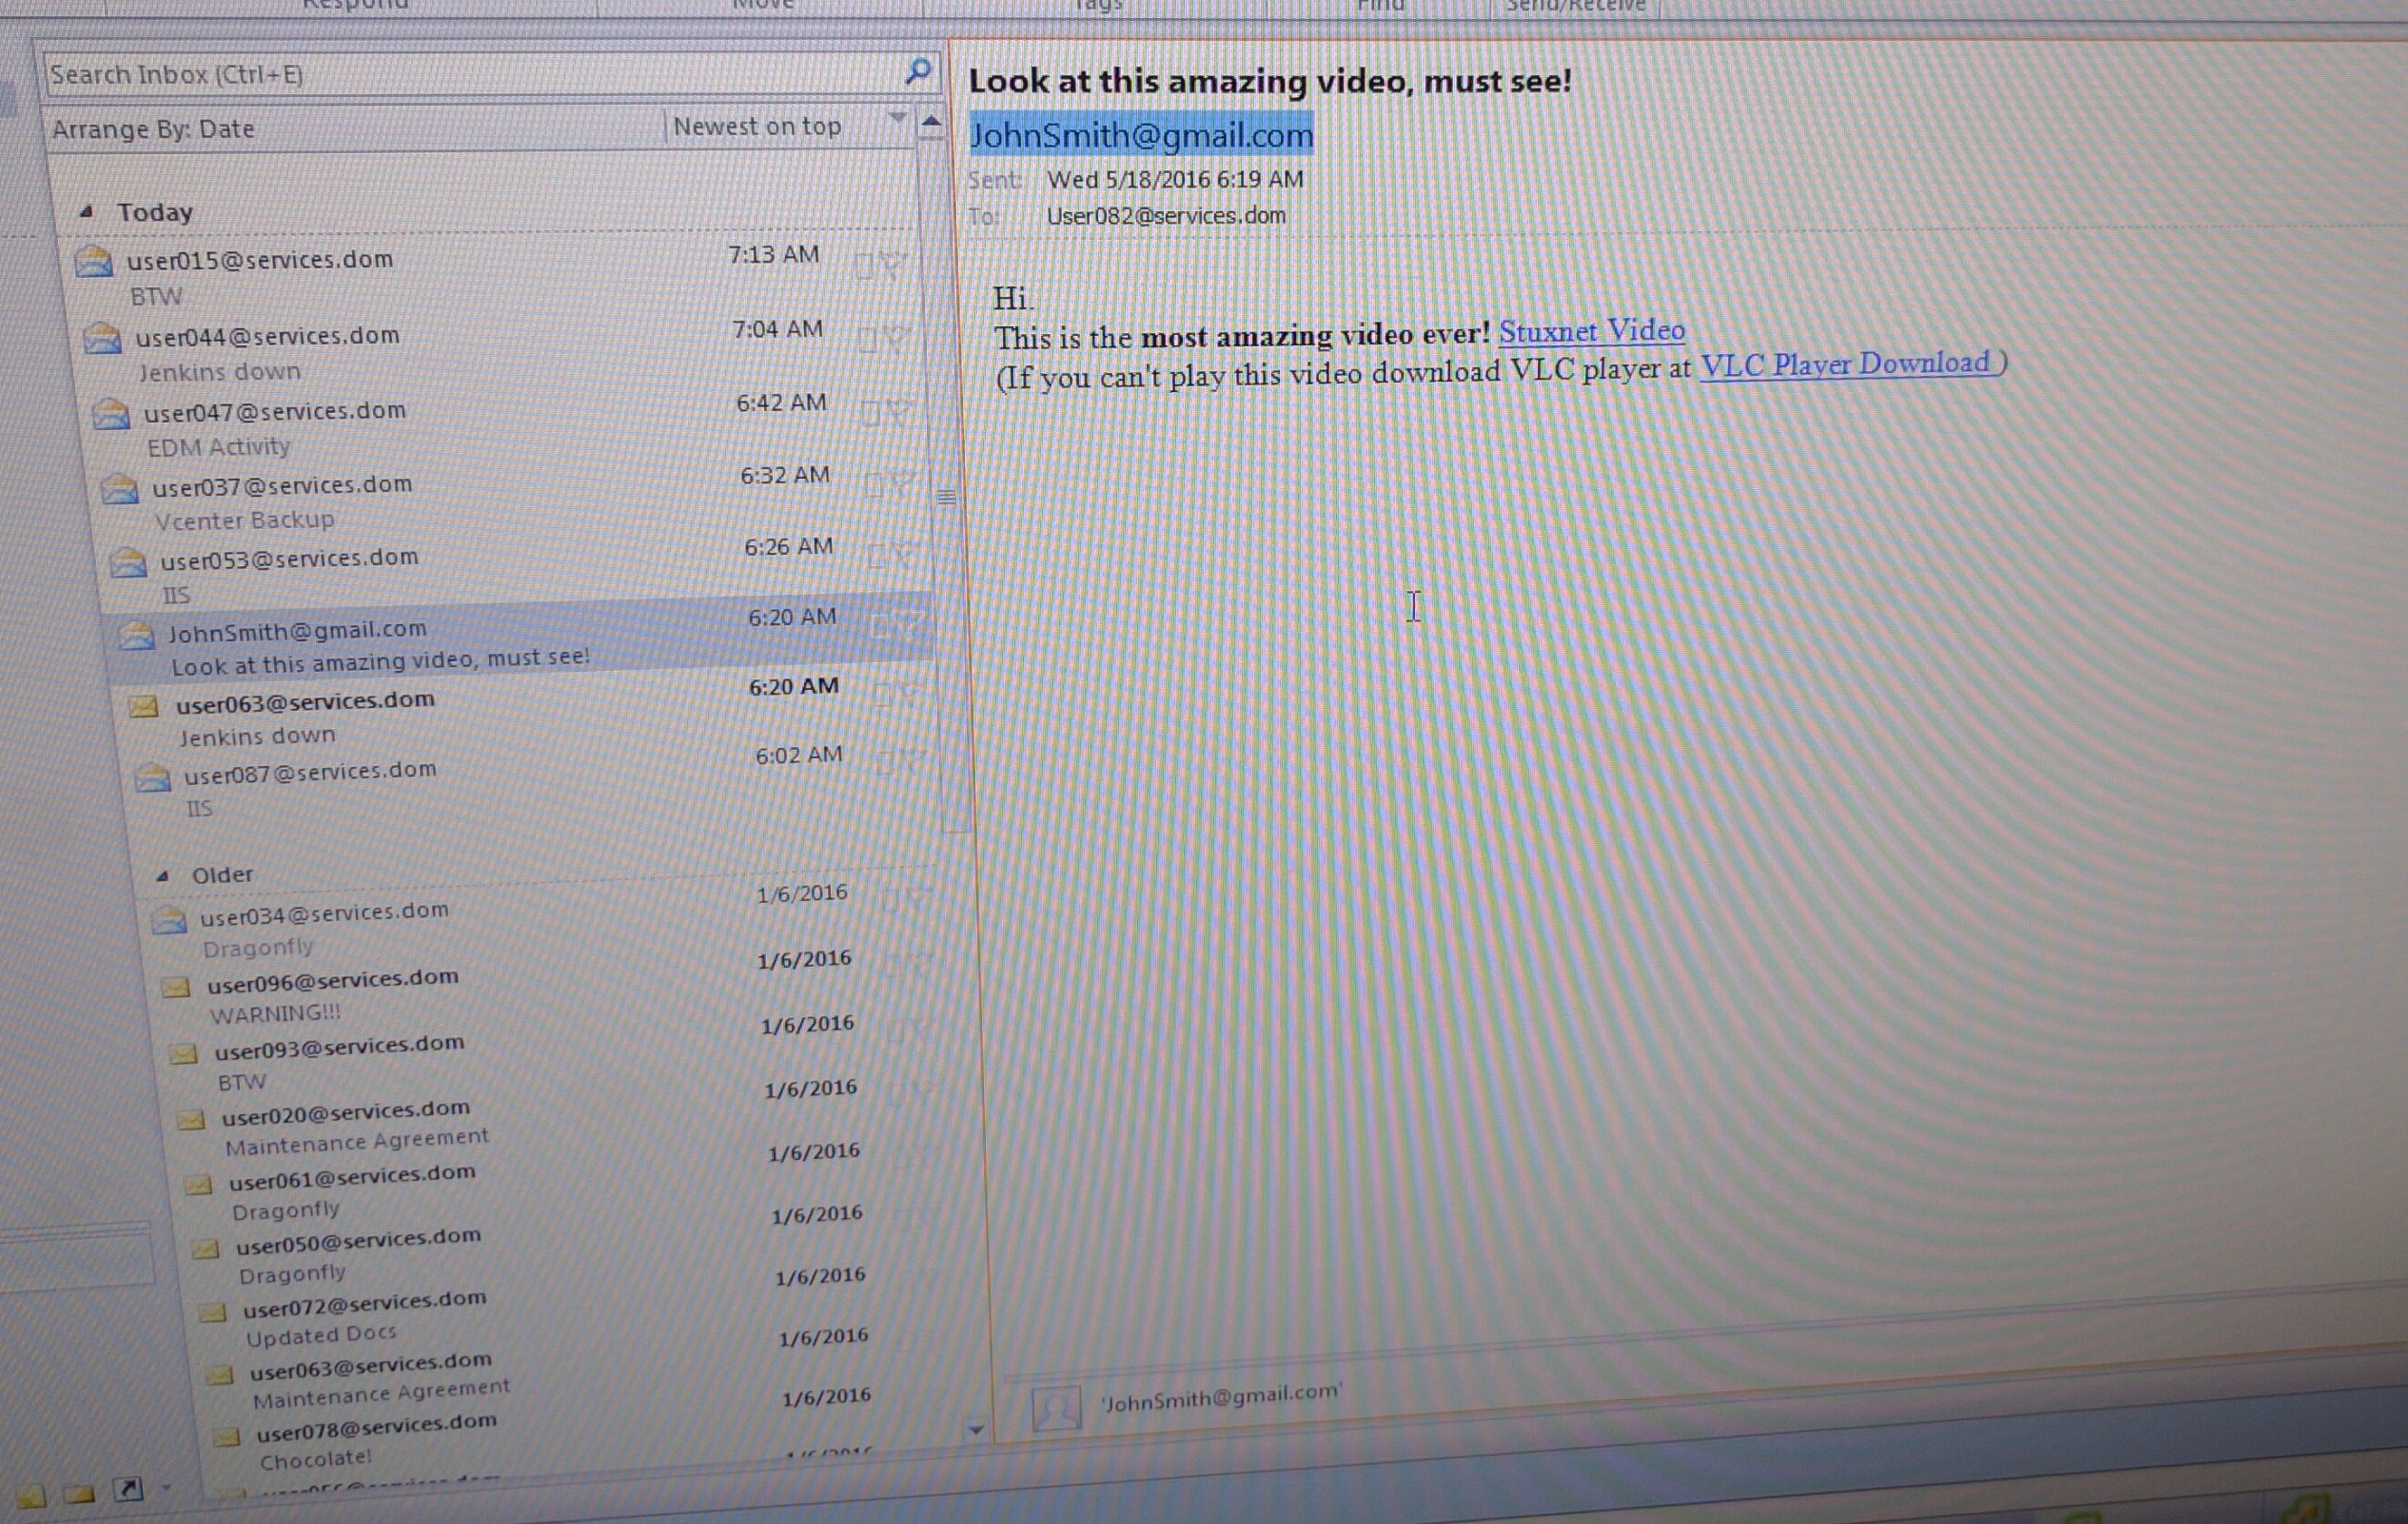 Respond Move Tags Find Send/Receive
Search Inbox (Ctrl+E)
Arrange By: Date Newest on top
Today
user015@services.dom 7:13 AM
BTW
user044@services.dom 7:04 AM
Jenkins down
user047@services.dom 6:42 AM
EDM Activity
user037@services.dom 6:32 AM
Vcenter Backup
user053@services.dom 6:26 AM
IIS
JohnSmith@gmail.com 6:20 AM
Look at this amazing video, must see!
user063@services.dom 6:20 AM
Jenkins down
user087@services.dom 6:02 AM
IIS
Older
user034@services.dom 1/6/2016
Dragonfly
user096@services.dom 1/6/2016
WARNING!!!
user093@services.dom 1/6/2016
BTW
user020@services.dom 1/6/2016
Maintenance Agreement
user061@services.dom 1/6/2016
Dragonfly
user050@services.dom 1/6/2016
Dragonfly
user072@services.dom 1/6/2016
Updated Docs
user063@services.dom 1/6/2016
Maintenance Agreement
user078@services.dom 1/6/2016
Chocolate!
Look at this amazing video, must see!
JohnSmith@gmail.com
Sent: Wed 5/18/2016 6:19 AM
To: User082@services.dom
Hi.
This is the most amazing video ever! Stuxnet Video
(If you can't play this video download VLC player at VLC Player Download )
'JohnSmith@gmail.com'